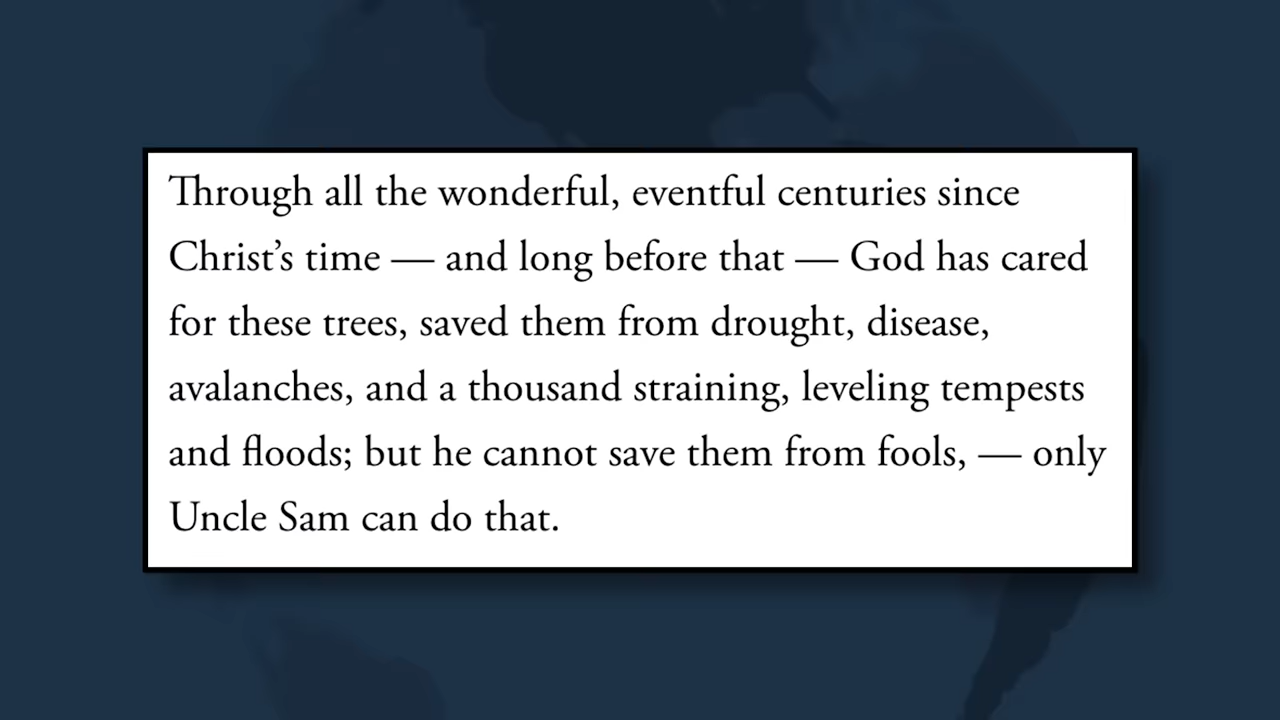 Through all the wonderful, eventful centuries since
Christ’s time — and long before that — God has cared
for these trees, saved them from drought, disease,
avalanches, and a thousand straining, leveling tempests
and floods; but he cannot save them from fools, — only
Uncle Sam can do that.